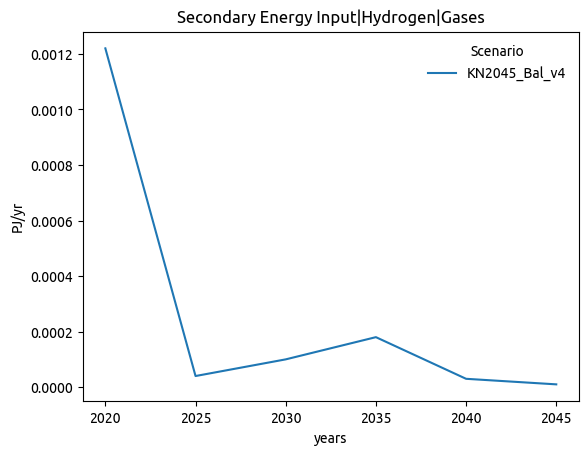 Secondary Energy Input|Hydrogen|Gases
Scenario
KN2045_Bal_v4
PJ/yr
0.0012
0.0010
0.0008
0.0006
0.0004
0.0002
0.0000
2020 2025 2030 2035 2040 2045
years